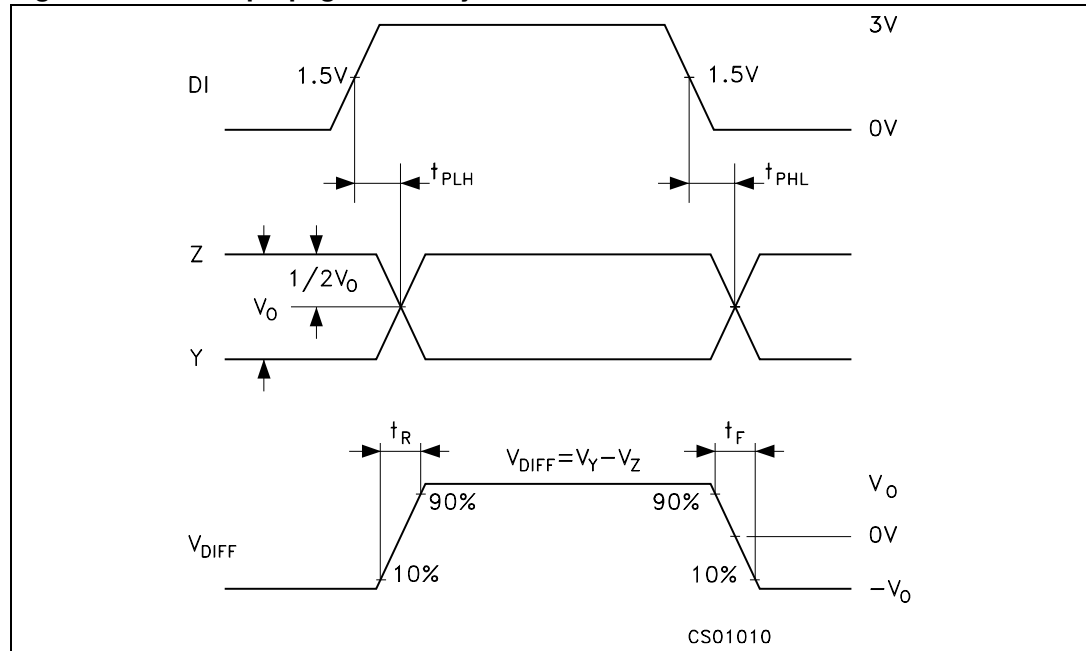 3V
1.5V
1.5V
DI
0V
tPLH
tPHL
Z
1/2VO
VO
Y
tR
tF
VDIFF=VY−VZ
VO
90%
90%
0V
VDIFF
10%
10%
−VO
CS01010